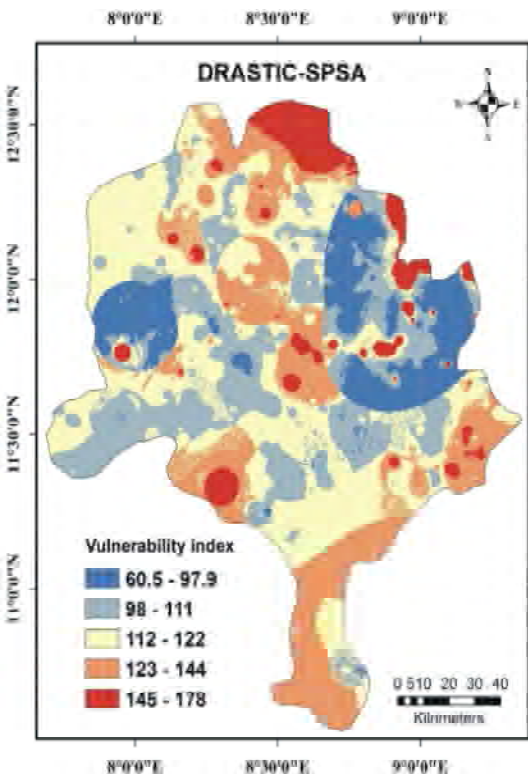 8°0'0"E 8°30'0"E 9°0'0"E
DRASTIC-SPSA
N
W E
S
12°30'0"N
12°0'0"N
11°30'0"N
11°0'0"N
Vulnerability index
60.5 - 97.9
98 - 111
112 - 122
123 - 144
145 - 178
0 5 10 20 30 40
Kilometers
8°0'0"E 8°30'0"E 9°0'0"E